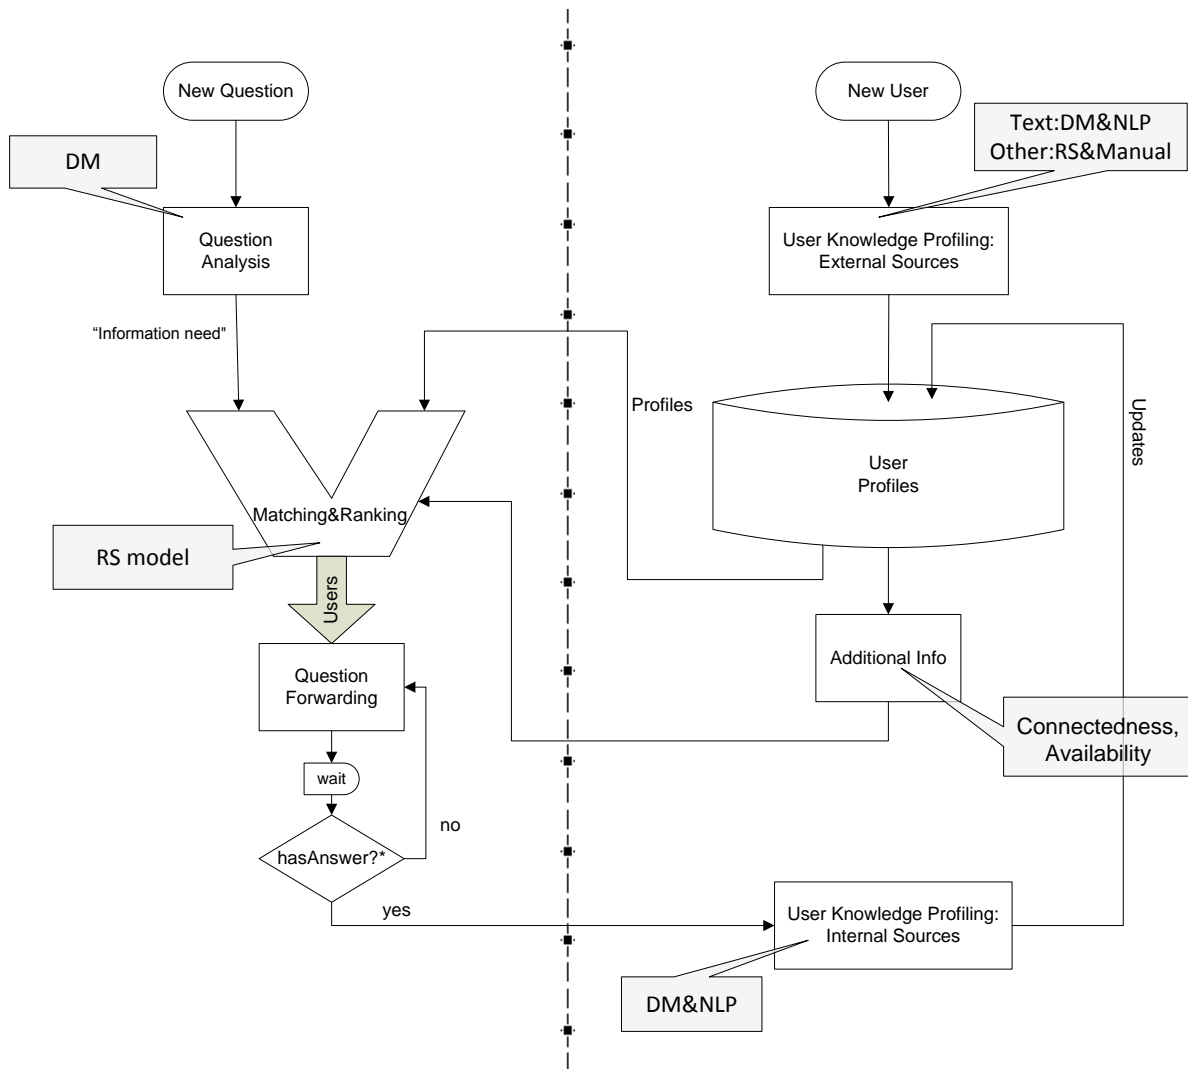 New Question
New User
Text:DM&NLP
Other:RS&Manual
DM
Question
Analysis
User Knowledge Profiling:
External Sources
“Information need"
Profiles
Updates
User
Profiles
Matching&Ranking
RS model
Users
Additional Info
Question
Forwarding
Connectedness,
Availability
wait
no
hasAnswer?*
yes
User Knowledge Profiling:
Internal Sources
DM&NLP